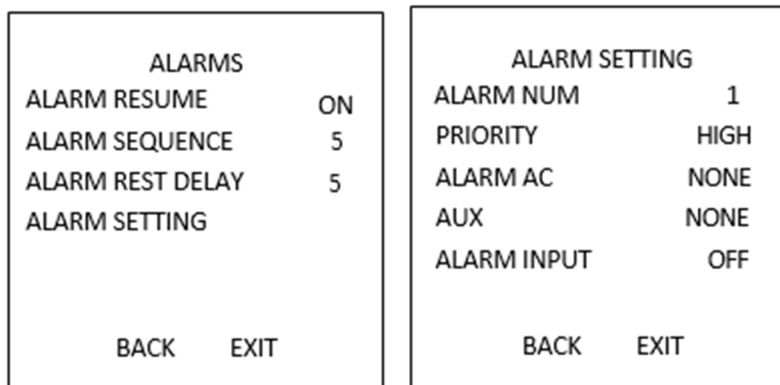 ALARMS
ALARM RESUME ON
ALARM SEQUENCE 5
ALARM REST DELAY 5
ALARM SETTING
BACK EXIT
ALARM SETTING
ALARM NUM 1
PRIORITY HIGH
ALARM AC NONE
AUX NONE
ALARM INPUT OFF
BACK EXIT